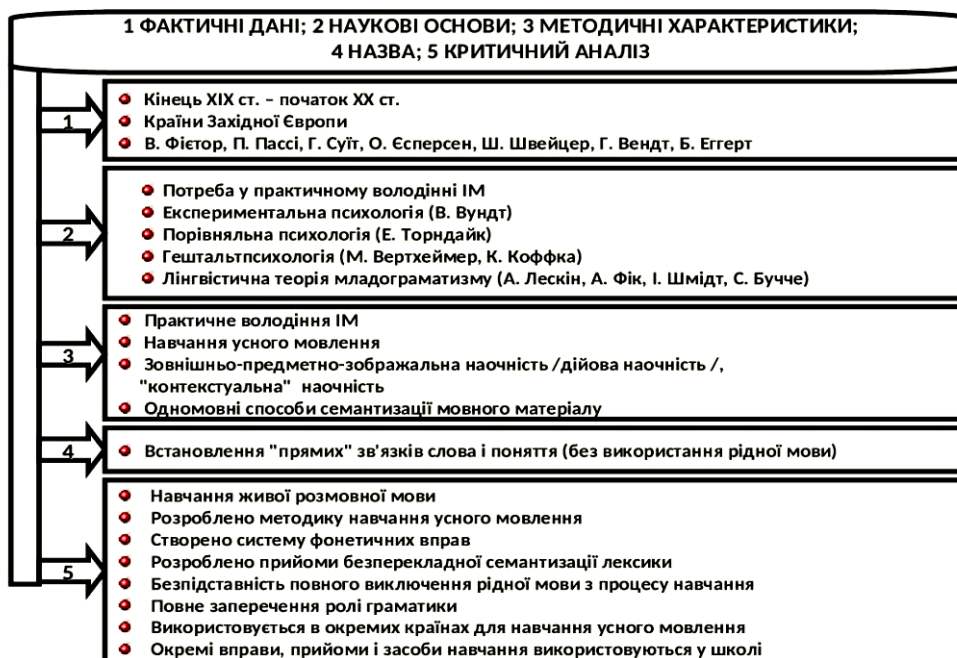 1 ФАКТИЧНІ ДАНІ; 2 НАУКОВІ ОСНОВИ; 3 МЕТОДИЧНІ ХАРАКТЕРИСТИКИ;
4 НАЗВА; 5 КРИТИЧНИЙ АНАЛІЗ
1
Кінець XIX ст. – початок XX ст.
Країни Західної Європи
В. Фієтор, П. Пассі, Г. Суїт, О. Єсперсен, Ш. Швейцер, Г. Вендт, Б. Еггерт
2
Потреба у практичному володінні ІМ
Експериментальна психологія (В. Вундт)
Порівняльна психологія (Е. Торндайк)
Гештальтпсихологія (М. Вертхеймер, К. Коффка)
Лінгвістична теорія младограматизму (А. Лескін, А. Фік, І. Шмідт, С. Бучче)
3
Практичне володіння ІМ
Навчання усного мовлення
Зовнішньо-предметно-зображальна наочність /дійова наочність /,
"контекстуальна" наочність
Одномовні способи семантизації мовного матеріалу
4
Встановлення "прямих" зв'язків слова і поняття (без використання рідної мови)
5
Навчання живої розмовної мови
Розроблено методику навчання усного мовлення
Створено систему фонетичних вправ
Розроблено прийоми безперекладної семантизації лексики
Безпідставність повного виключення рідної мови з процесу навчання
Повне заперечення ролі граматики
Використовується в окремих країнах для навчання усного мовлення
Окремі вправи, прийоми і засоби навчання використовуються у школі